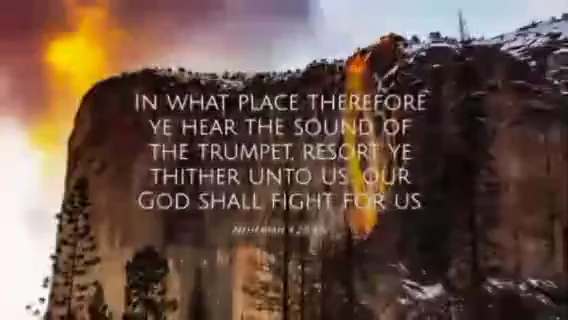 IN WHAT PLACE THEREFORE
YE HEAR THE SOUND OF
THE TRUMPET, RESORT YE
THITHER UNTO US: OUR
GOD SHALL FIGHT FOR US